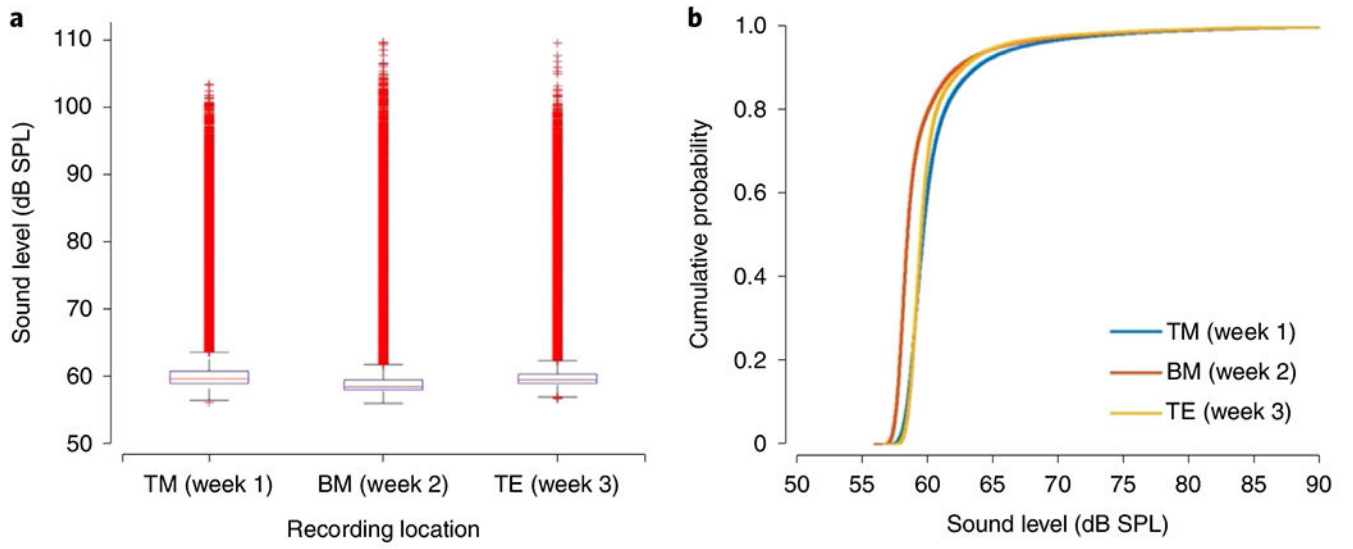 a
Sound level (dB SPL)
110
100
90
80
70
60
50
TM (week 1)
BM (week 2)
TE (week 3)
Recording location
b
Cumulative probability
1.0
0.8
0.6
0.4
0.2
0
TM (week 1)
BM (week 2)
TE (week 3)
50
55
60
65
70
75
80
85
90
Sound level (dB SPL)